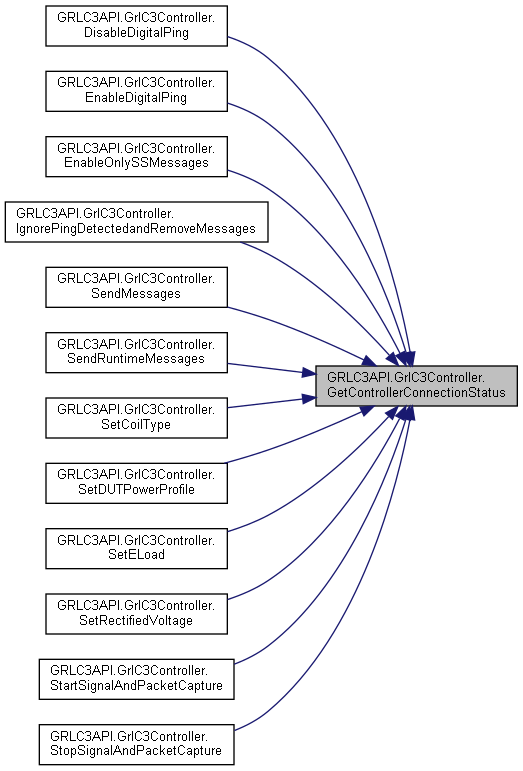 GRLC3API.GrlC3Controller.
DisableDigitalPing
GRLC3API.GrlC3Controller.
EnableDigitalPing
GRLC3API.GrlC3Controller.
EnableOnlySSMessages
GRLC3API.GrlC3Controller.
IgnorePingDetectedandRemoveMessages
GRLC3API.GrlC3Controller.
SendMessages
GRLC3API.GrlC3Controller.
SendRuntimeMessages
GRLC3API.GrlC3Controller.
GetControllerConnectionStatus
GRLC3API.GrlC3Controller.
SetCoilType
GRLC3API.GrlC3Controller.
SetDUTPowerProfile
GRLC3API.GrlC3Controller.
SetELoad
GRLC3API.GrlC3Controller.
SetRectifiedVoltage
GRLC3API.GrlC3Controller.
StartSignalAndPacketCapture
GRLC3API.GrlC3Controller.
StopSignalAndPacketCapture